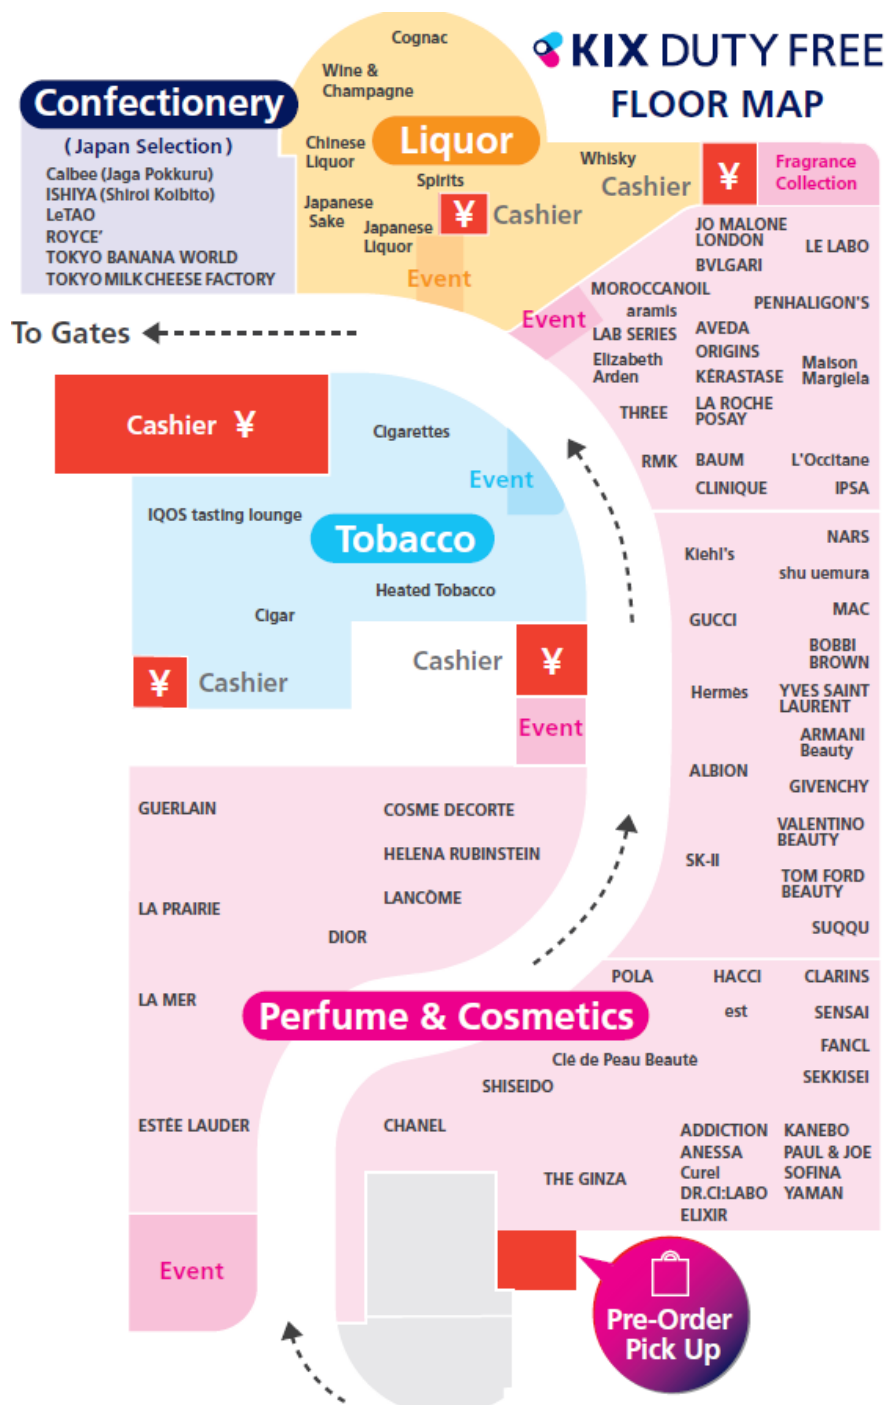 KIX DUTY FREE
FLOOR MAP
Confectionery
( Japan Selection )
Calbee (Jaga Pokkuru)
ISHIYA (Shiroi Koibito)
LeTAO
ROYCE’
TOKYO BANANA WORLD
TOKYO MILK CHEESE FACTORY
Cognac
Wine &
Champagne
Liquor
Chinese
Liquor
Spirits
Japanese
Sake
Japanese
Liquor
¥ Cashier
Event
Whisky
Cashier ¥
Fragrance
Collection
JO MALONE
LONDON
LE LABO
BVLGARI
MOROCCANOIL
PENHALIGON'S
aramis
Event
LAB SERIES
AVEDA
ORIGINS
Elizabeth
Arden
KÉRASTASE
Maison
Margiela
THREE
LA ROCHE
POSAY
RMK
BAUM
L'Occitane
CLINIQUE
IPSA
To Gates
Cashier ¥
Cigarettes
Event
IQOS tasting lounge
Tobacco
Heated Tobacco
Cigar
¥ Cashier
Cashier ¥
Event
NARS
Kiehl's
shu uemura
MAC
GUCCI
BOBBI
BROWN
Hermès
YVES SAINT
LAURENT
ARMANI
Beauty
ALBION
GIVENCHY
VALENTINO
BEAUTY
SK-II
TOM FORD
BEAUTY
SUQQU
GUERLAIN
COSME DECORTE
HELENA RUBINSTEIN
LANCÔME
LA PRAIRIE
DIOR
LA MER
Perfume & Cosmetics
POLA
HACCI
CLARINS
est
SENSAI
FANCL
Clé de Peau Beauté
SEKKISEI
SHISEIDO
ESTÉE LAUDER
CHANEL
ADDICTION
KANEBO
ANESSA
PAUL & JOE
THE GINZA
Curel
SOFINA
DR.CI:LABO
YAMAN
ELIXIR
Event
Pre-Order
Pick Up